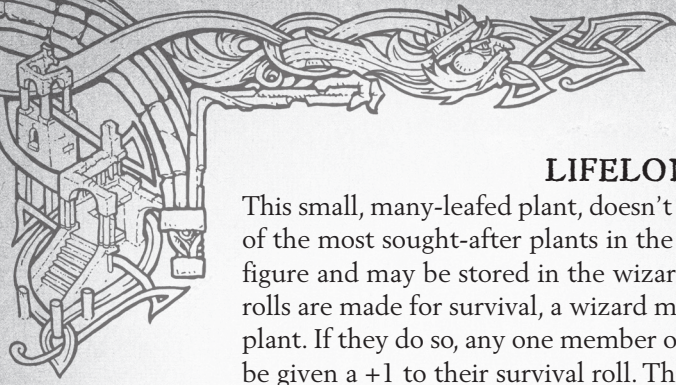 LIFELO
This small, many-leafed plant, doesn't
of the most sought-after plants in the
figure and may be stored in the wizar
rolls are made for survival, a wizard m
plant. If they do so, any one member o
be given a +1 to their survival roll. Th